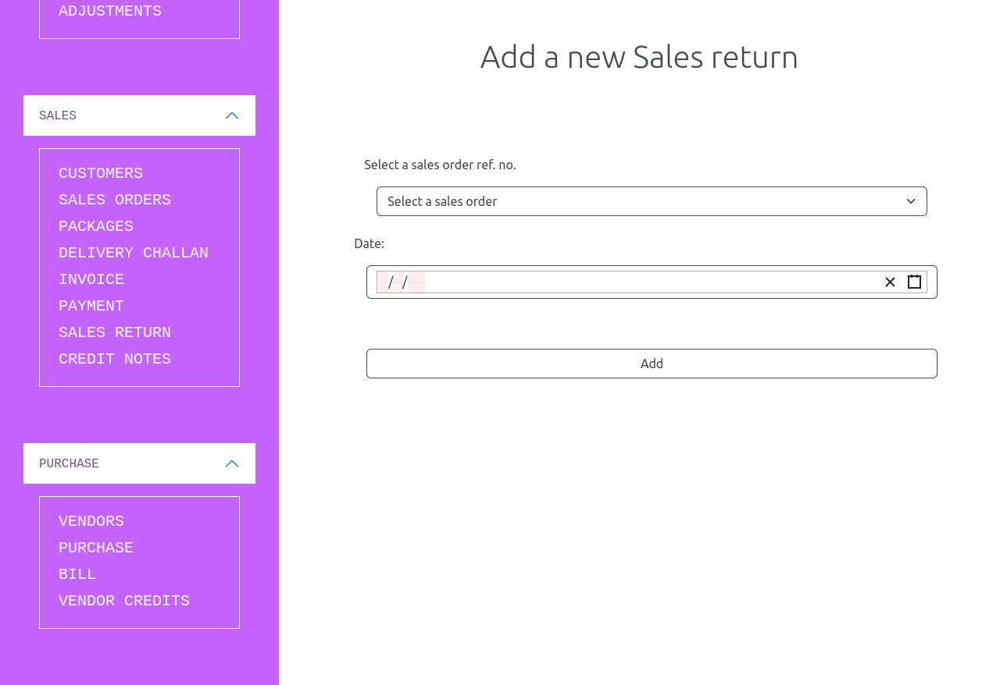 ADJUSTMENTS
SALES
CUSTOMERS
SALES ORDERS
PACKAGES
DELIVERY CHALLAN
INVOICE
PAYMENT
SALES RETURN
CREDIT NOTES
PURCHASE
VENDORS
PURCHASE
BILL
VENDOR CREDITS
Add a new Sales return
Select a sales order ref. no.
Select a sales order
Date:
/ /
Add